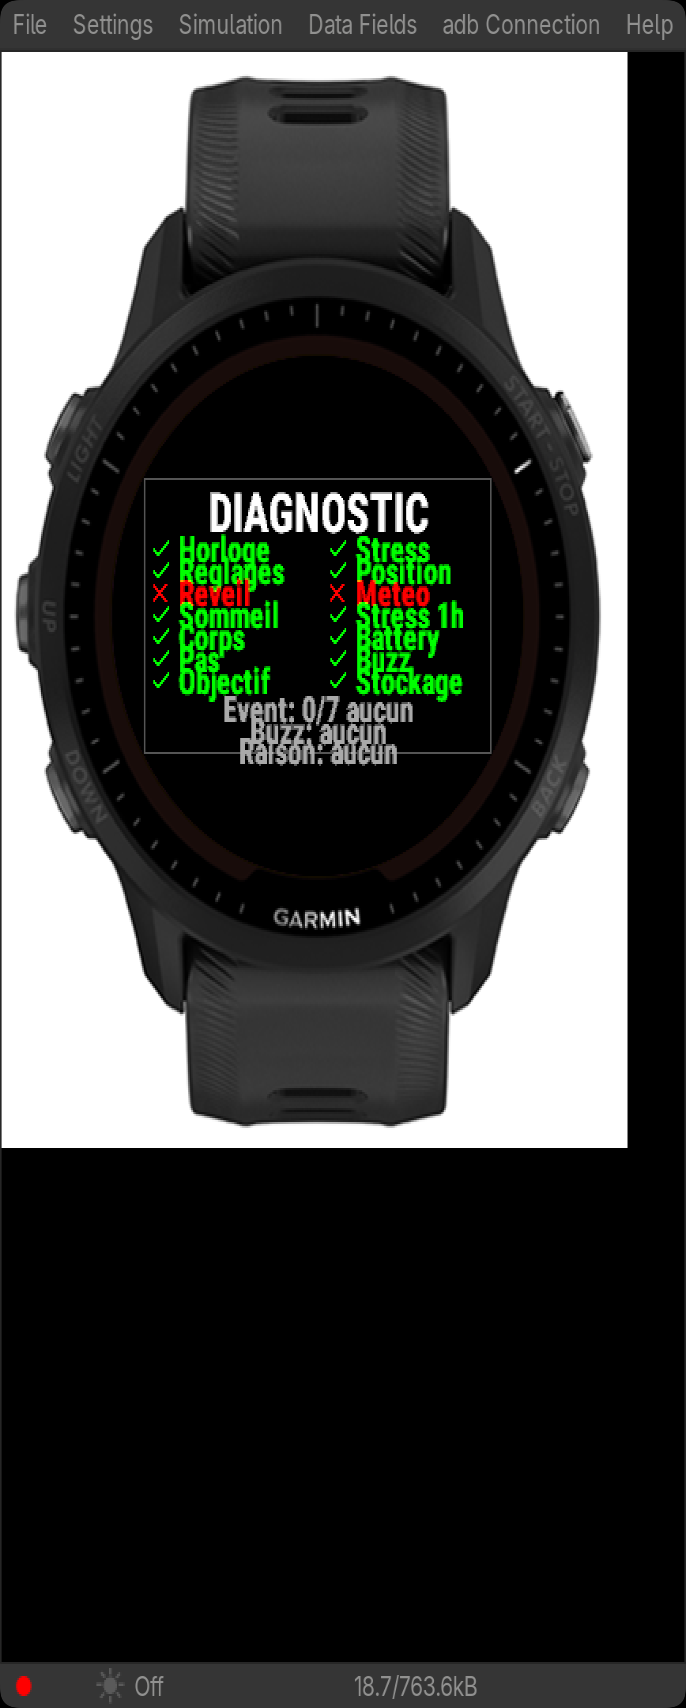 File Settings Simulation Data Fields adb Connection Help
START - STOP
LIGHT
DIAGNOSTIC
✓ Horloge ✓ Stress
✓ Reglages ✓ Position
✗ Reveil ✗ Meteo
✓ Sommeil ✓ Stress 1h
✓ Corps ✓ Battery
✓ Pas ✓ Buzz
✓ Objectif ✓ Stockage
UP
Event: 0/7 aucun
Buzz: aucun
Raison: aucun
DOWN
BACK
GARMIN
Off 18.7/763.6kB